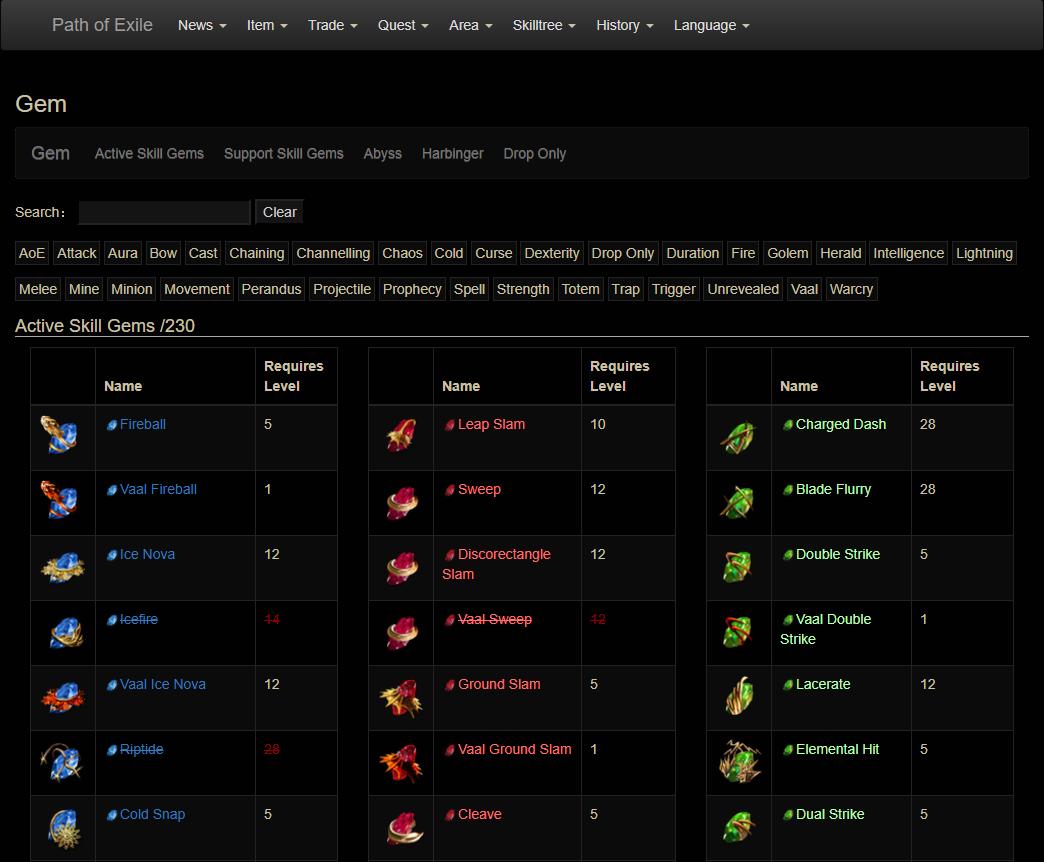 Path of Exile News Item Trade Quest Area Skilltree History Language
Gem
Gem Active Skill Gems Support Skill Gems Abyss Harbinger Drop Only
Search： Clear
AoE Attack Aura Bow Cast Chaining Channelling Chaos Cold Curse Dexterity Drop Only Duration Fire Golem Herald Intelligence Lightning
Melee Mine Minion Movement Perandus Projectile Prophecy Spell Strength Totem Trap Trigger Unrevealed Vaal Warcry
Active Skill Gems /230
Name Requires Level
Fireball 5
Vaal Fireball 1
Ice Nova 12
Icefire 14
Vaal Ice Nova 12
Riptide 28
Cold Snap 5
Name Requires Level
Leap Slam 10
Sweep 12
Discorectangle Slam 12
Vaal Sweep 12
Ground Slam 5
Vaal Ground Slam 1
Cleave 5
Name Requires Level
Charged Dash 28
Blade Flurry 28
Double Strike 5
Vaal Double Strike 1
Lacerate 12
Elemental Hit 5
Dual Strike 5